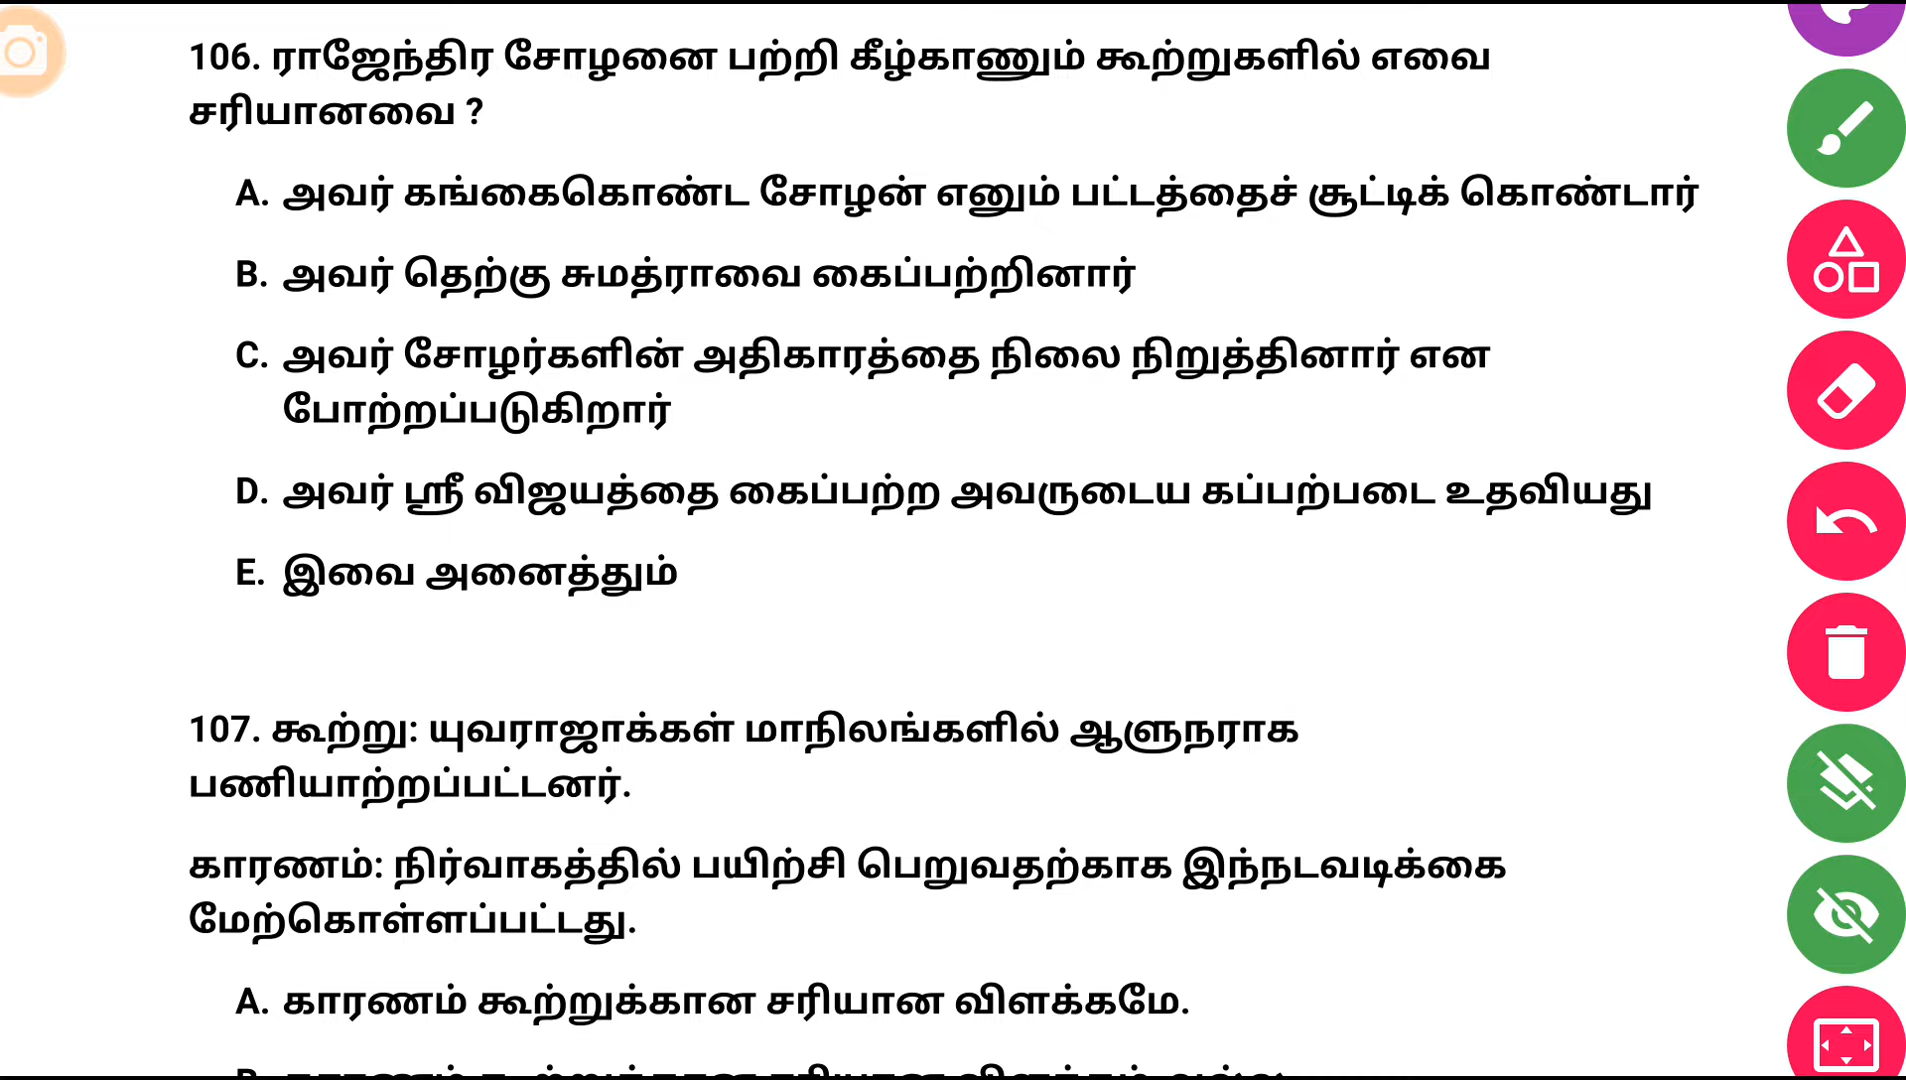 106. ராஜேந்திர சோழனை பற்றி கீழ்காணும் கூற்றுகளில் எவை
சரியானவை ?
A. அவர் கங்கைகொண்ட சோழன் எனும் பட்டத்தைச் சூட்டிக் கொண்டார்
B. அவர் தெற்கு சுமத்ராவை கைப்பற்றினார்
C. அவர் சோழர்களின் அதிகாரத்தை நிலை நிறுத்தினார் என
போற்றப்படுகிறார்
D. அவர் ஸ்ரீ விஜயத்தை கைப்பற்ற அவருடைய கப்பற்படை உதவியது
E. இவை அனைத்தும்
107. கூற்று: யுவராஜாக்கள் மாநிலங்களில் ஆளுநராக
பணியாற்றப்பட்டனர்.
காரணம்: நிர்வாகத்தில் பயிற்சி பெறுவதற்காக இந்நடவடிக்கை
மேற்கொள்ளப்பட்டது.
A. காரணம் கூற்றுக்கான சரியான விளக்கமே.